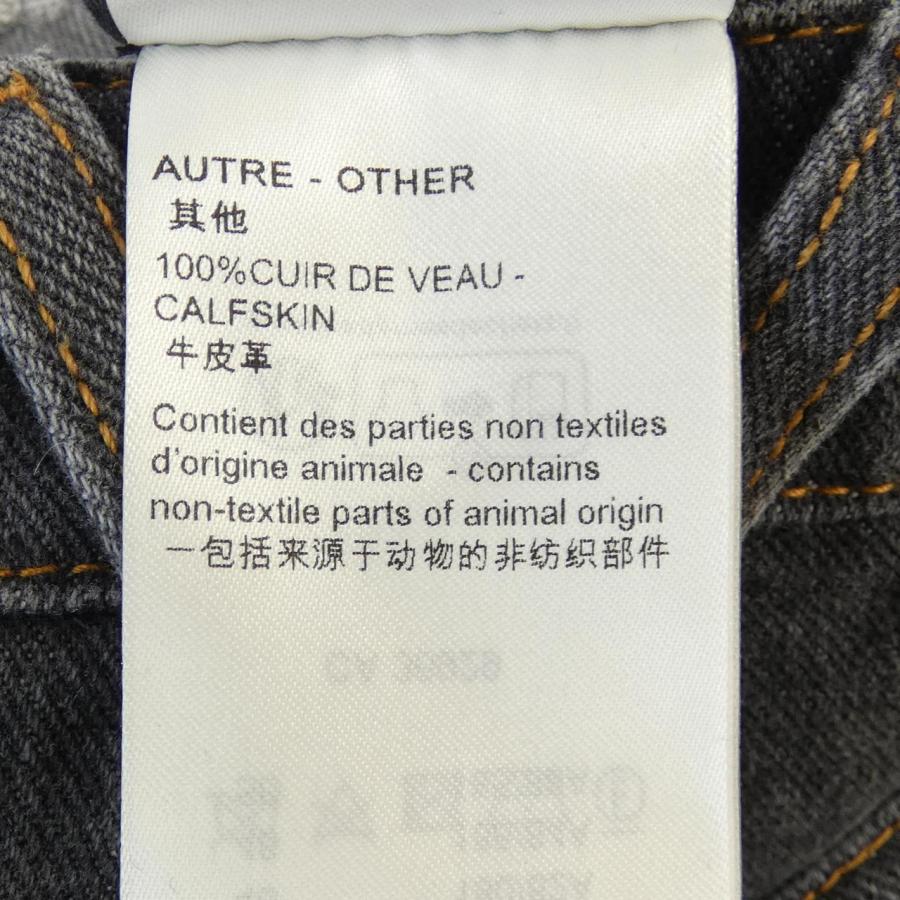 AUTRE - OTHER
其他
100%CUIR DE VEAU -
CALFSKIN
牛皮革
Contient des parties non textiles
d'origine animale - contains
non-textile parts of animal origin
一包括来源于动物的非纺织部件